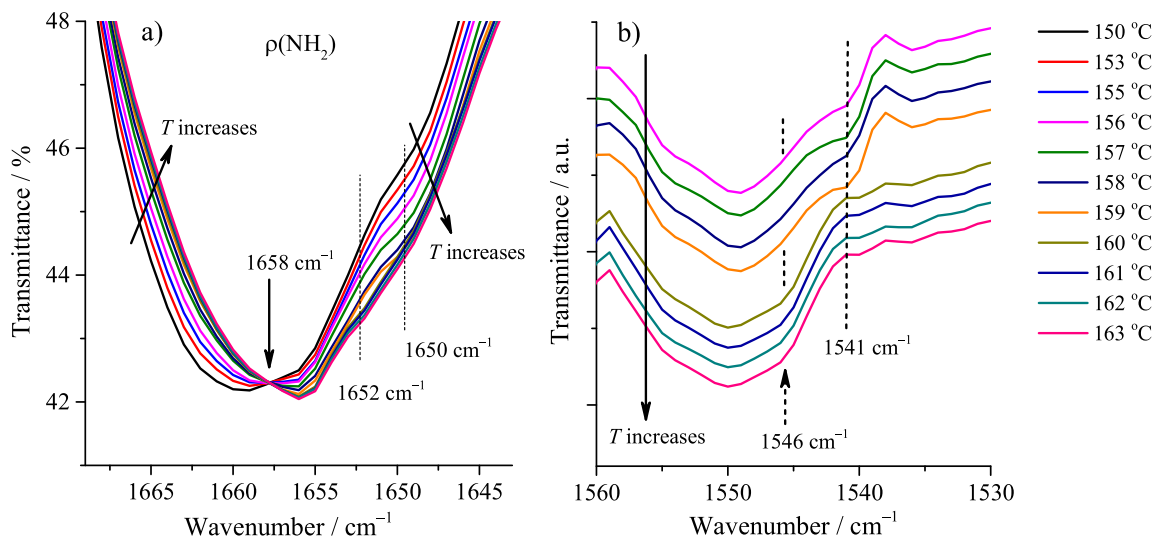 a)
ρ(NH₂)
48
46
44
42
Transmittance / %
T increases
1658 cm⁻¹
T increases
1650 cm⁻¹
1652 cm⁻¹
1665 1660 1655 1650 1645
Wavenumber / cm⁻¹
b)
Transmittance / a.u.
1541 cm⁻¹
T increases
1546 cm⁻¹
1560 1550 1540 1530
Wavenumber / cm⁻¹
150 °C
153 °C
155 °C
156 °C
157 °C
158 °C
159 °C
160 °C
161 °C
162 °C
163 °C